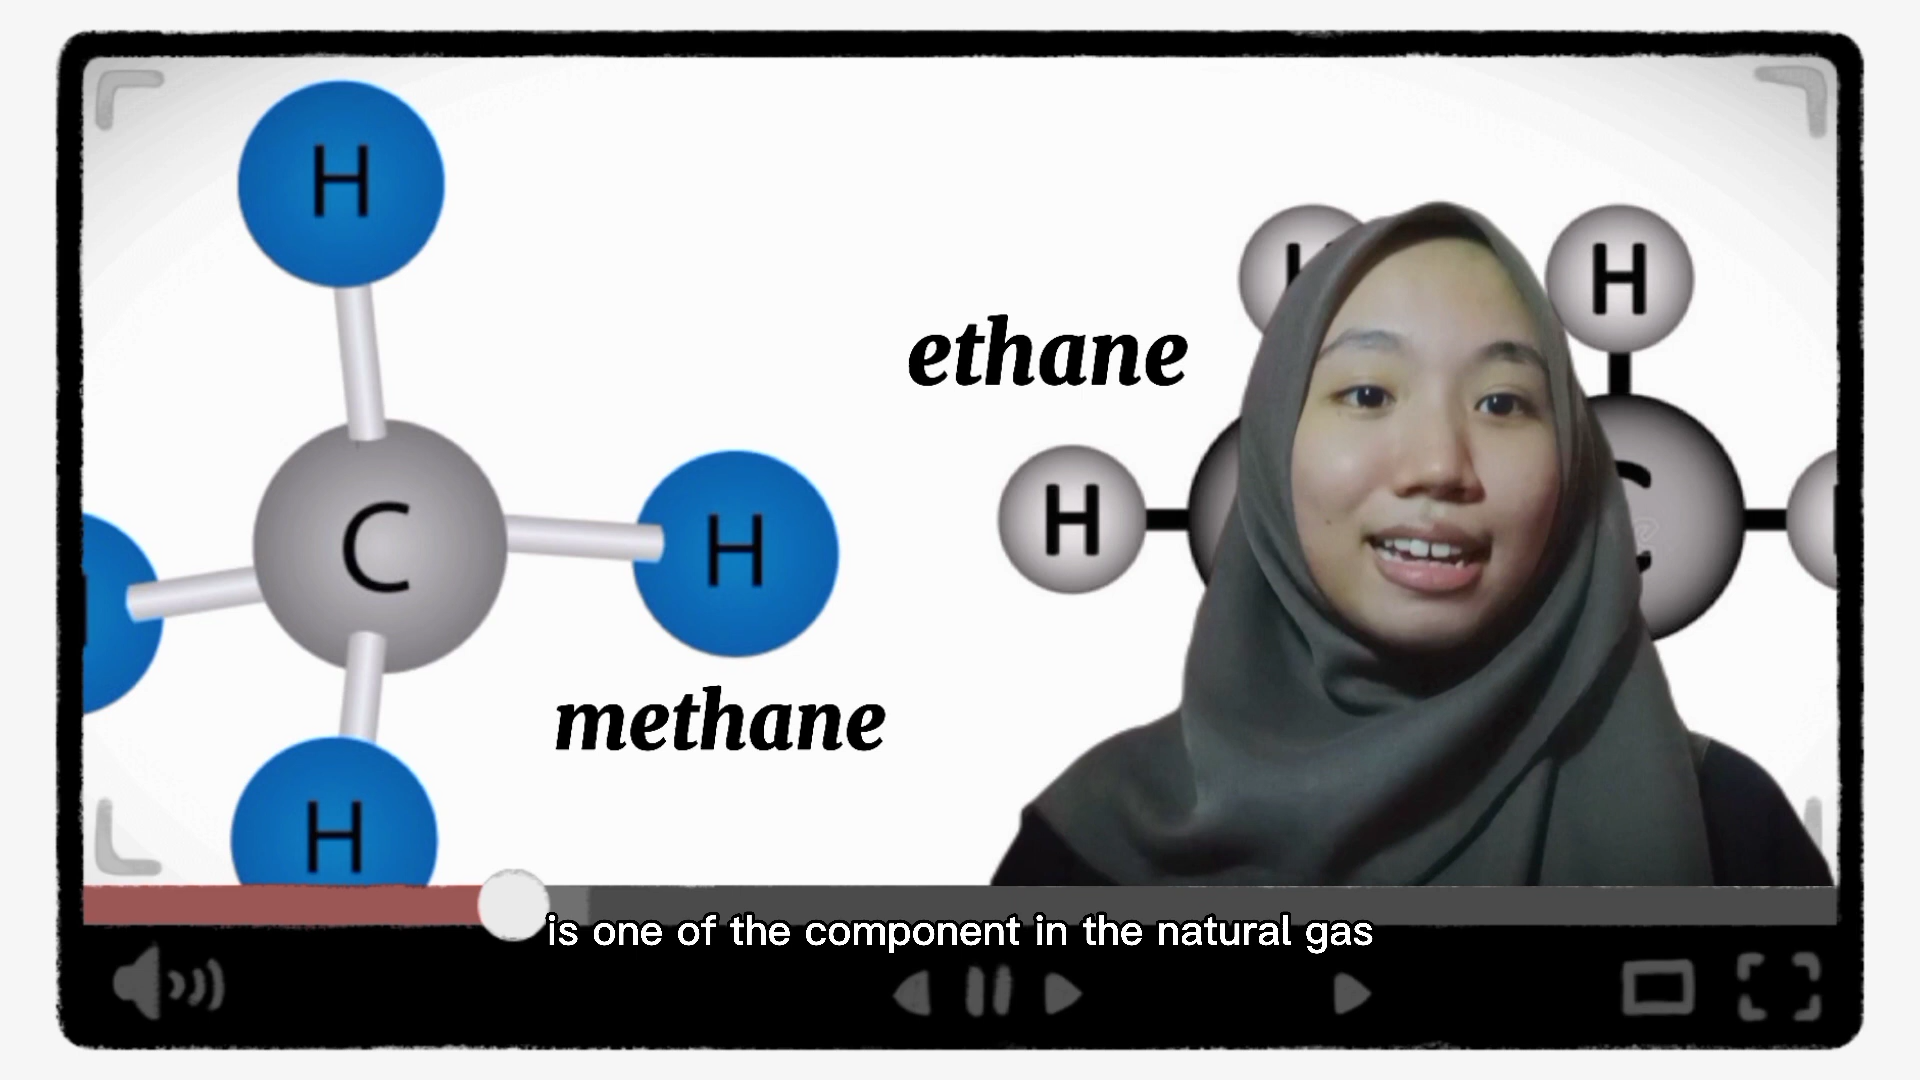 H
H
H
ethane
H
C
C
H
H
methane
H
is one of the component in the natural gas